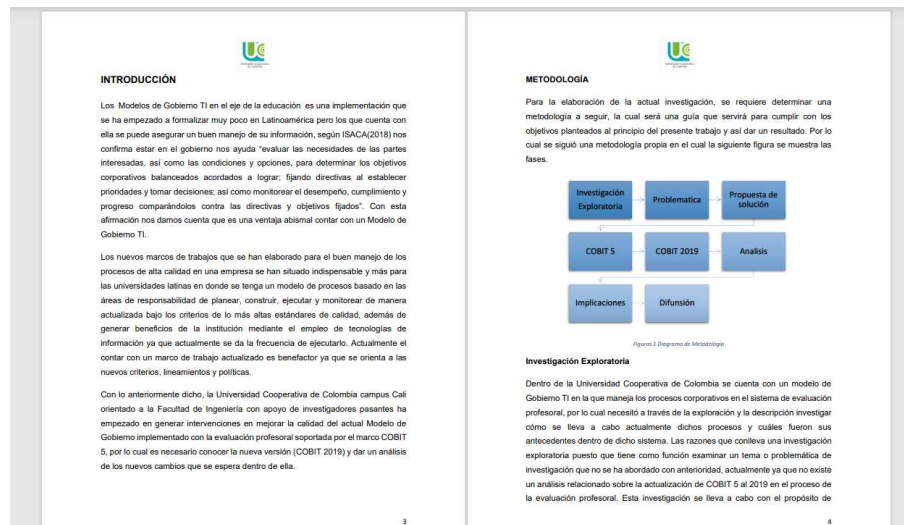 INTRODUCCIÓN
Los Modelos de Gobierno TI en el eje de la educación es una implementación que
se ha empezado a formalizar muy poco en Latinoamérica pero los que cuenta con
ella se puede asegurar un buen manejo de su información, según ISACA(2018) nos
confirma estar en el gobierno nos ayuda “evaluar las necesidades de las partes
interesadas, así como las condiciones y opciones, para determinar los objetivos
corporativos balanceados acordados a lograr; fijando directivas al establecer
prioridades y tomar decisiones; así como monitorear el desempeño, cumplimiento y
progreso comparándolos contra las directivas y objetivos fijados”. Con esta
afirmación nos damos cuenta que es una ventaja abismal contar con un Modelo de
Gobierno TI.
Los nuevos marcos de trabajos que se han elaborado para el buen manejo de los
procesos de alta calidad en una empresa se han situado indispensable y más para
las universidades latinas en donde se tenga un modelo de procesos basado en las
áreas de responsabilidad de planear, construir, ejecutar y monitorear de manera
actualizada bajo los criterios de lo más altas estándares de calidad, además de
generar beneficios de la institución mediante el empleo de tecnologías de
información ya que actualmente se da la frecuencia de ejecutarlo. Actualmente el
contar con un marco de trabajo actualizado es benefactor ya que se orienta a las
nuevos criterios, lineamientos y políticas.
Con lo anteriormente dicho, la Universidad Cooperativa de Colombia campus Cali
orientado a la Facultad de Ingeniería con apoyo de investigadores pasantes ha
empezado en generar intervenciones en mejorar la calidad del actual Modelo de
Gobierno implementado con la evaluación profesoral soportada por el marco COBIT
5, por lo cual es necesario conocer la nueva versión (COBIT 2019) y dar un análisis
de los nuevos cambios que se espera dentro de ella.
3
METODOLOGÍA
Para la elaboración de la actual investigación, se requiere determinar una
metodología a seguir, la cual será una guía que servirá para cumplir con los
objetivos planteados al principio del presente trabajo y así dar un resultado. Por lo
cual se siguió una metodología propia en el cual la siguiente figura se muestra las
fases.
Investigación
Exploratoria
Problematica
Propuesta de
solución
COBIT 5
COBIT 2019
Analisis
Implicaciones
Difunsión
Figuras 1 Diagrama de Metodología
Investigación Exploratoria
Dentro de la Universidad Cooperativa de Colombia se cuenta con un modelo de
Gobierno TI en la que maneja los procesos corporativos en el sistema de evaluación
profesoral, por lo cual necesitó a través de la exploración y la descripción investigar
cómo se lleva a cabo actualmente dichos procesos y cuáles fueron sus
antecedentes dentro de dicho sistema. Las razones que conlleva una investigación
exploratoria puesto que tiene como función examinar un tema o problemática de
investigación que no se ha abordado con anterioridad, actualmente ya que no existe
un análisis relacionado sobre la actualización de COBIT 5 al 2019 en el proceso de
la evaluación profesoral. Esta investigación se lleva a cabo con el propósito de
4